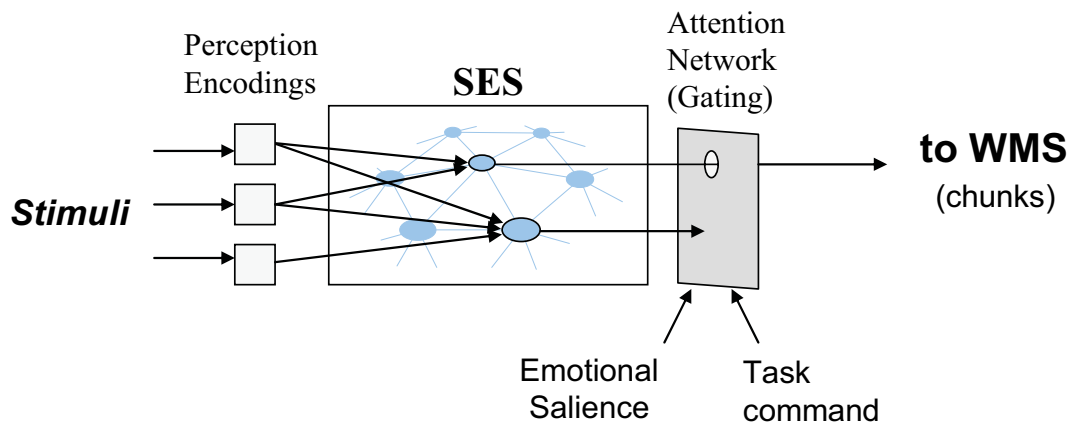 Perception
Encodings
SES
Attention
Network
(Gating)
Stimuli
to WMS
(chunks)
Emotional
Salience
Task
command